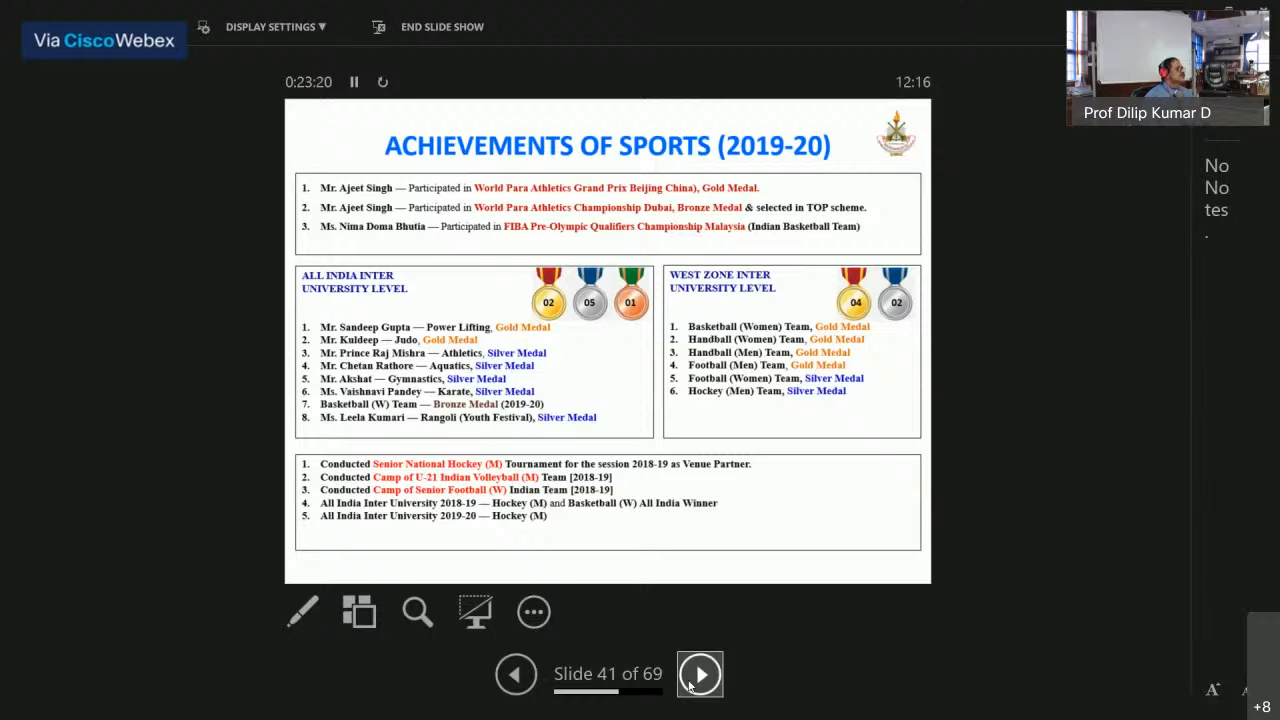 Via CiscoWebex
DISPLAY SETTINGS ▼
END SLIDE SHOW
0:23:20
12:16
Prof Dilip Kumar D
No
No
tes
.
ACHIEVEMENTS OF SPORTS (2019-20)
1. Mr. Ajeet Singh — Participated in World Para Athletics Grand Prix Beijing China), Gold Medal.
2. Mr. Ajeet Singh — Participated in World Para Athletics Championship Dubai, Bronze Medal & selected in TOP scheme.
3. Ms. Nima Doma Bhutia — Participated in FIBA Pre-Olympic Qualifiers Championship Malaysia (Indian Basketball Team)
ALL INDIA INTER
UNIVERSITY LEVEL
02 05 01
1. Mr. Sandeep Gupta — Power Lifting, Gold Medal
2. Mr. Kuldeep — Judo, Gold Medal
3. Mr. Prince Raj Mishra — Athletics, Silver Medal
4. Mr. Chetan Rathore — Aquatics, Silver Medal
5. Mr. Akshat — Gymnastics, Silver Medal
6. Ms. Vaishnavi Pandey — Karate, Silver Medal
7. Basketball (W) Team — Bronze Medal (2019-20)
8. Ms. Leela Kumari — Rangoli (Youth Festival), Silver Medal
WEST ZONE INTER
UNIVERSITY LEVEL
04 02
1. Basketball (Women) Team, Gold Medal
2. Handball (Women) Team, Gold Medal
3. Handball (Men) Team, Gold Medal
4. Football (Men) Team, Gold Medal
5. Football (Women) Team, Silver Medal
6. Hockey (Men) Team, Silver Medal
1. Conducted Senior National Hockey (M) Tournament for the session 2018-19 as Venue Partner.
2. Conducted Camp of U-21 Indian Volleyball (M) Team [2018-19]
3. Conducted Camp of Senior Football (W) Indian Team [2018-19]
4. All India Inter University 2018-19 — Hockey (M) and Basketball (W) All India Winner
5. All India Inter University 2019-20 — Hockey (M)
Slide 41 of 69
A
+8